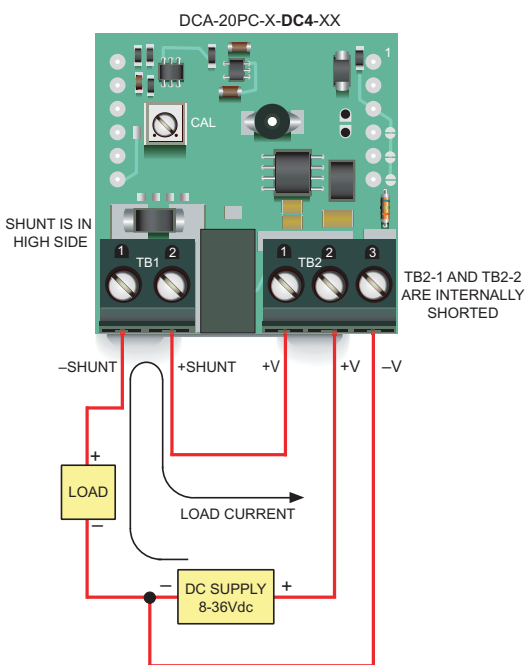 DCA-20PC-X-DC4-XX
1
CAL
SHUNT IS IN
HIGH SIDE
1 2
TB1
1 2 3
TB2
TB2-1 AND TB2-2
ARE INTERNALLY
SHORTED
–SHUNT +SHUNT +V +V –V
+
LOAD
–
LOAD CURRENT
– DC SUPPLY +
8-36Vdc